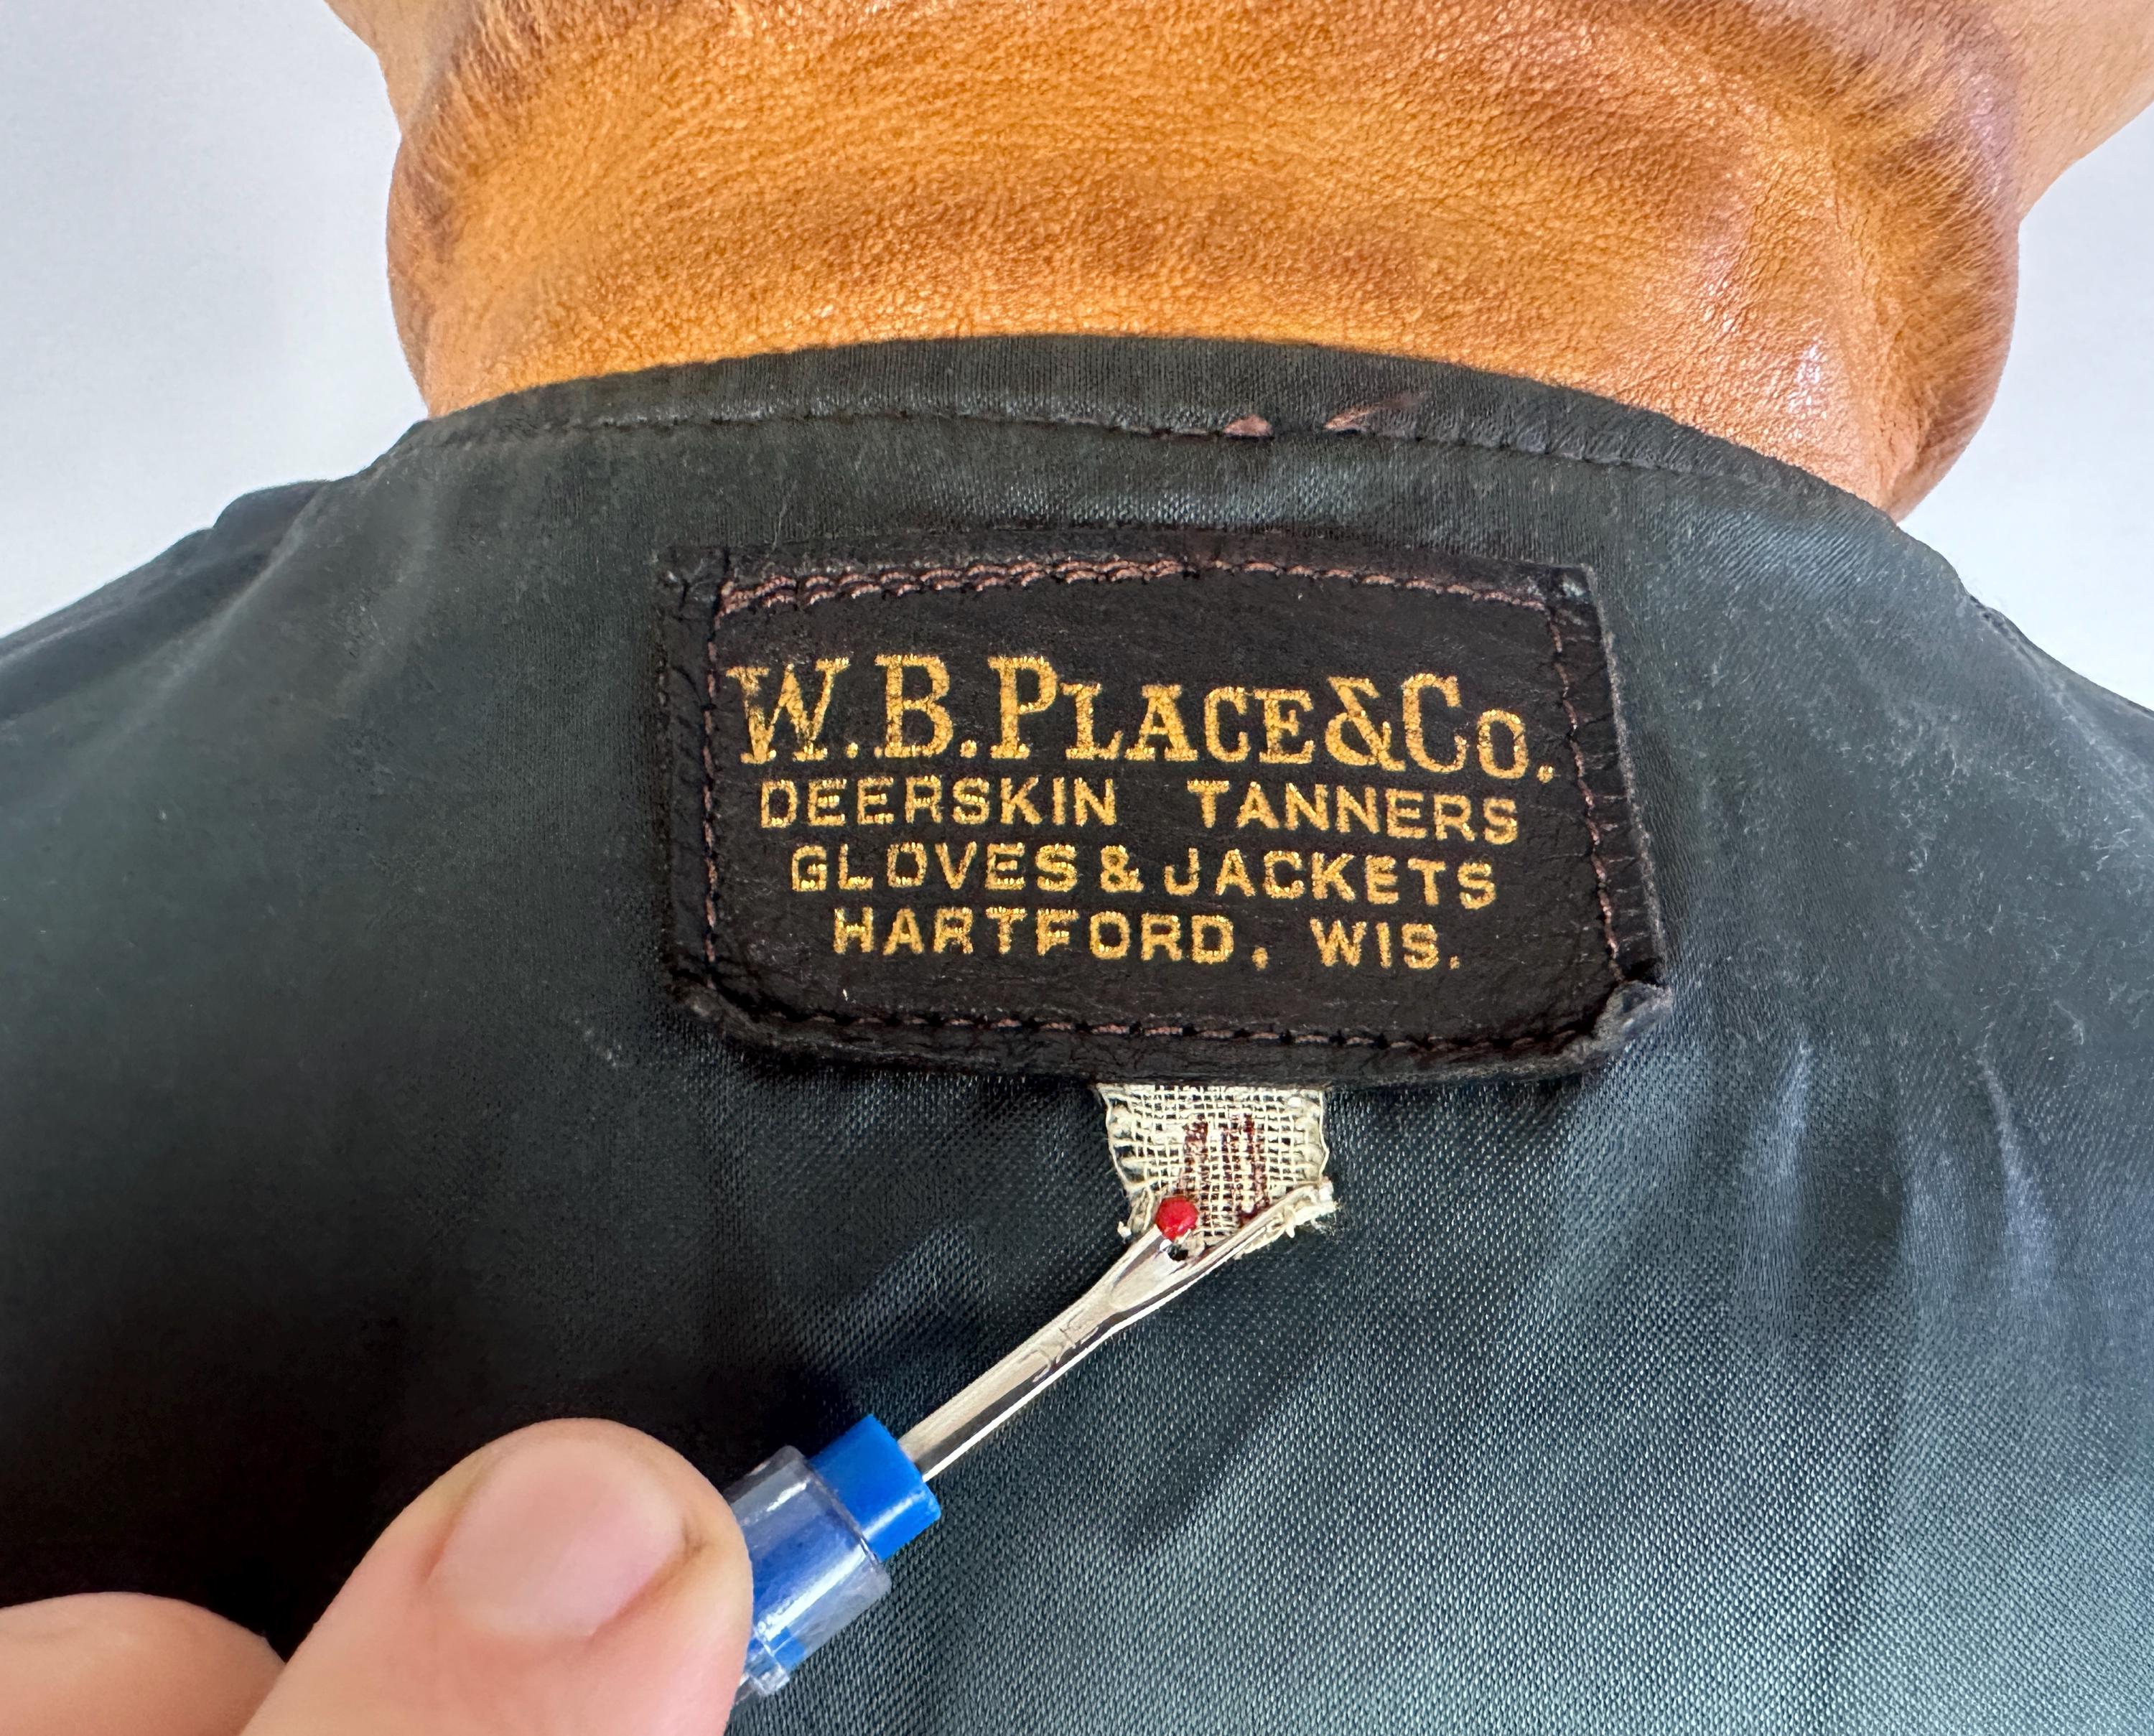 W.B.PLACE&CO.
DEERSKIN TANNERS
GLOVES & JACKETS
HARTFORD, WIS.